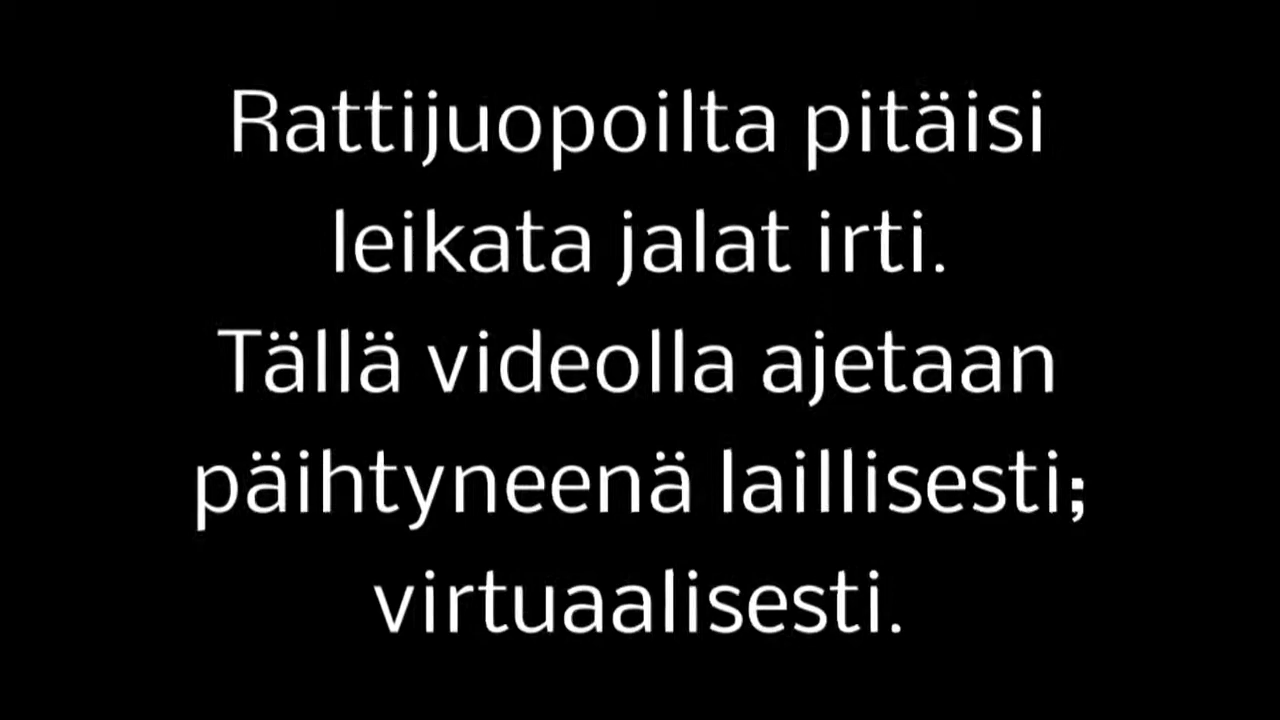 Rattijuopoilta pitäisi
leikata jalat irti.
Tällä videolla ajetaan
päihtyneenä laillisesti;
virtuaalisesti.